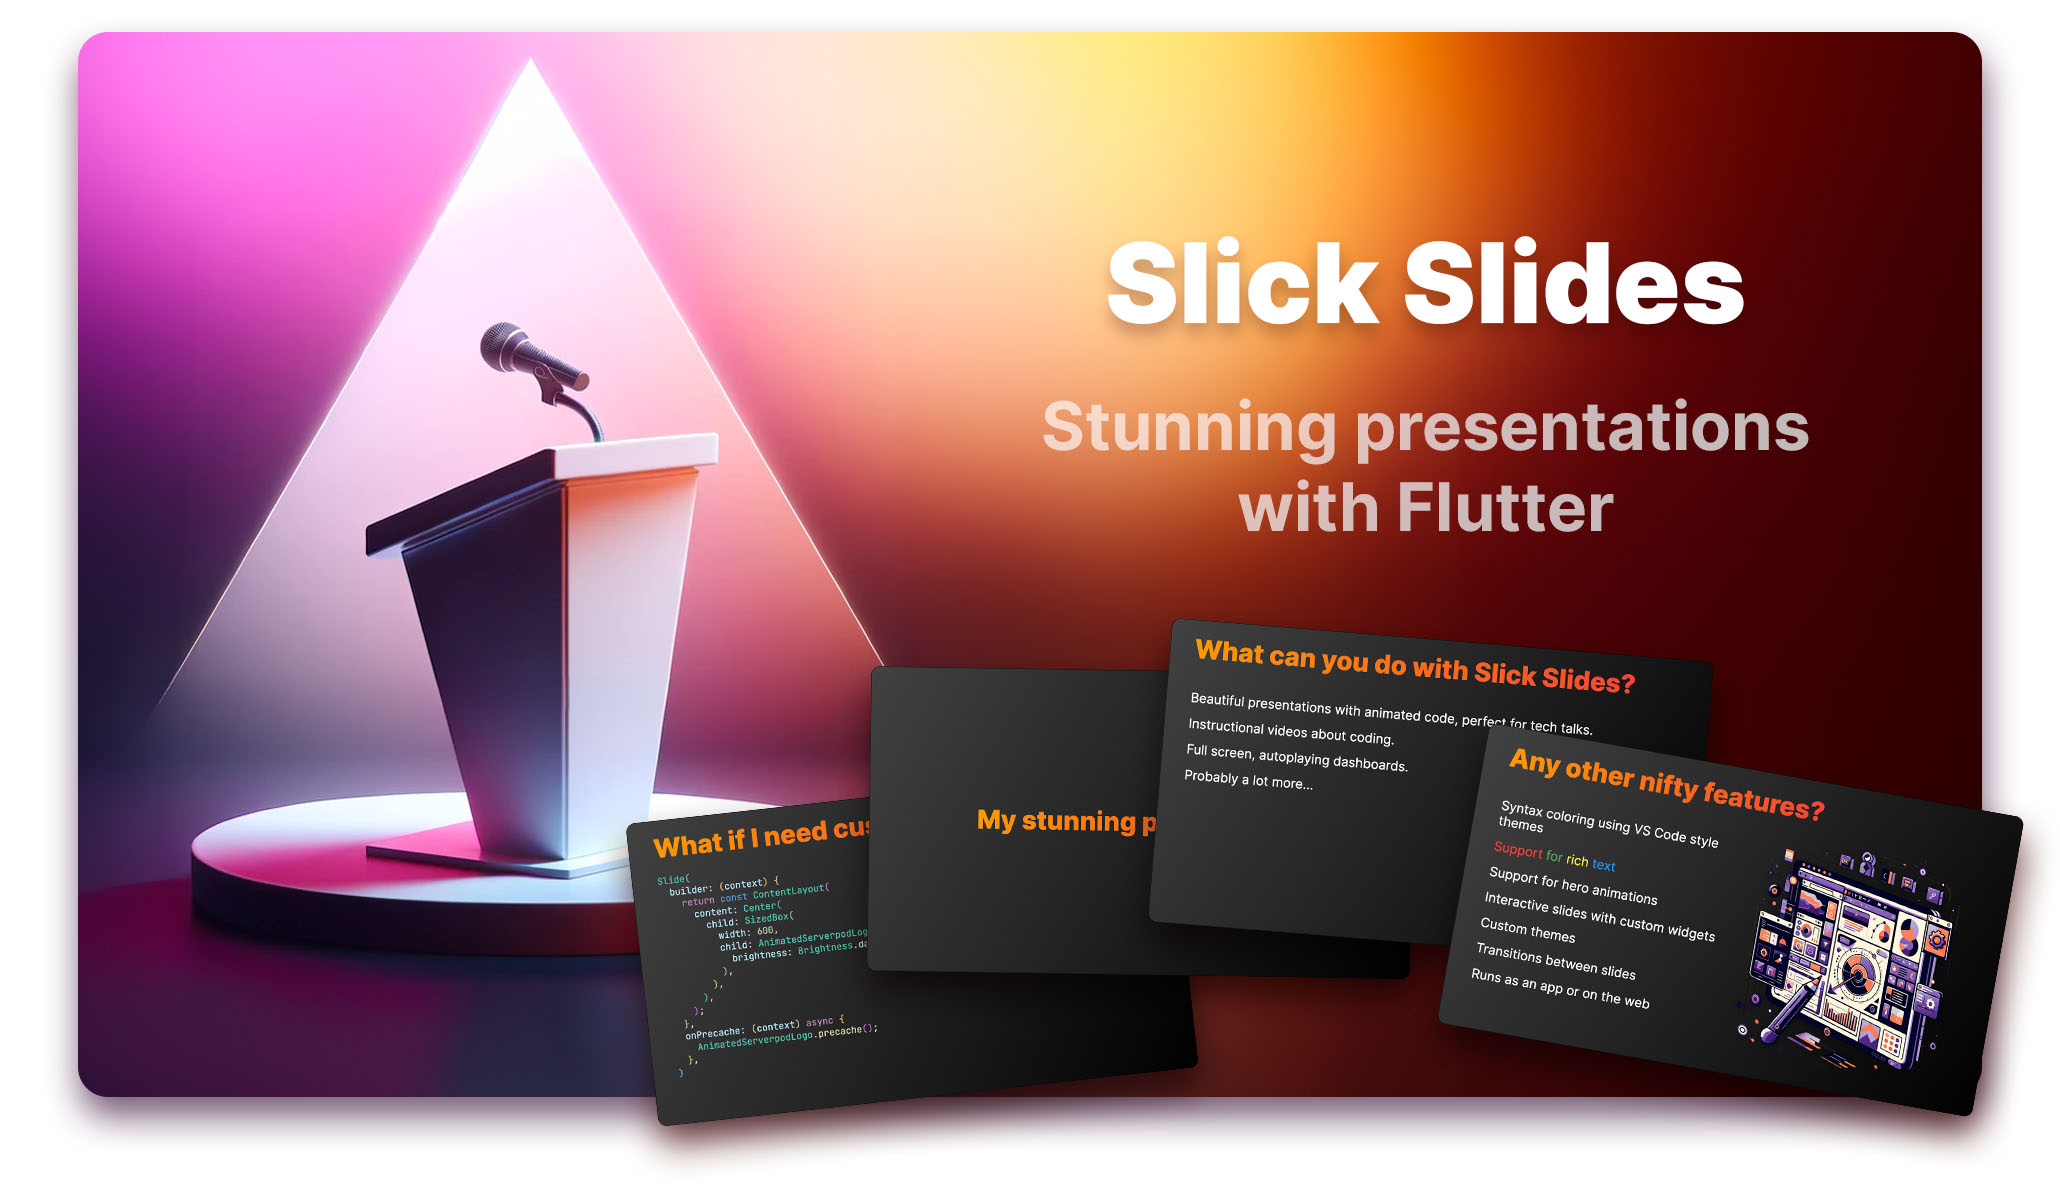 Slick Slides
Stunning presentations
with Flutter
What if I need
Slide(
builder: (context) {
return const ContentLayout(
content: Center(
child: SizedBox(
width: 600,
child:
brightness:
),
),
),
);
},
onPrecache: (context) async {
AnimatedServerpodLogo.precache();
},
)
My stunning
What can you do with Slick Slides?
Beautiful presentations with animated code, perfect for tech talks.
Instructional videos about coding.
Full screen, autoplaying dashboards.
Probably a lot more...
Any other nifty features?
Syntax coloring using VS Code style
themes
Support for rich text
Support for hero animations
Interactive slides with custom widgets
Custom themes
Transitions between slides
Runs as an app or on the web